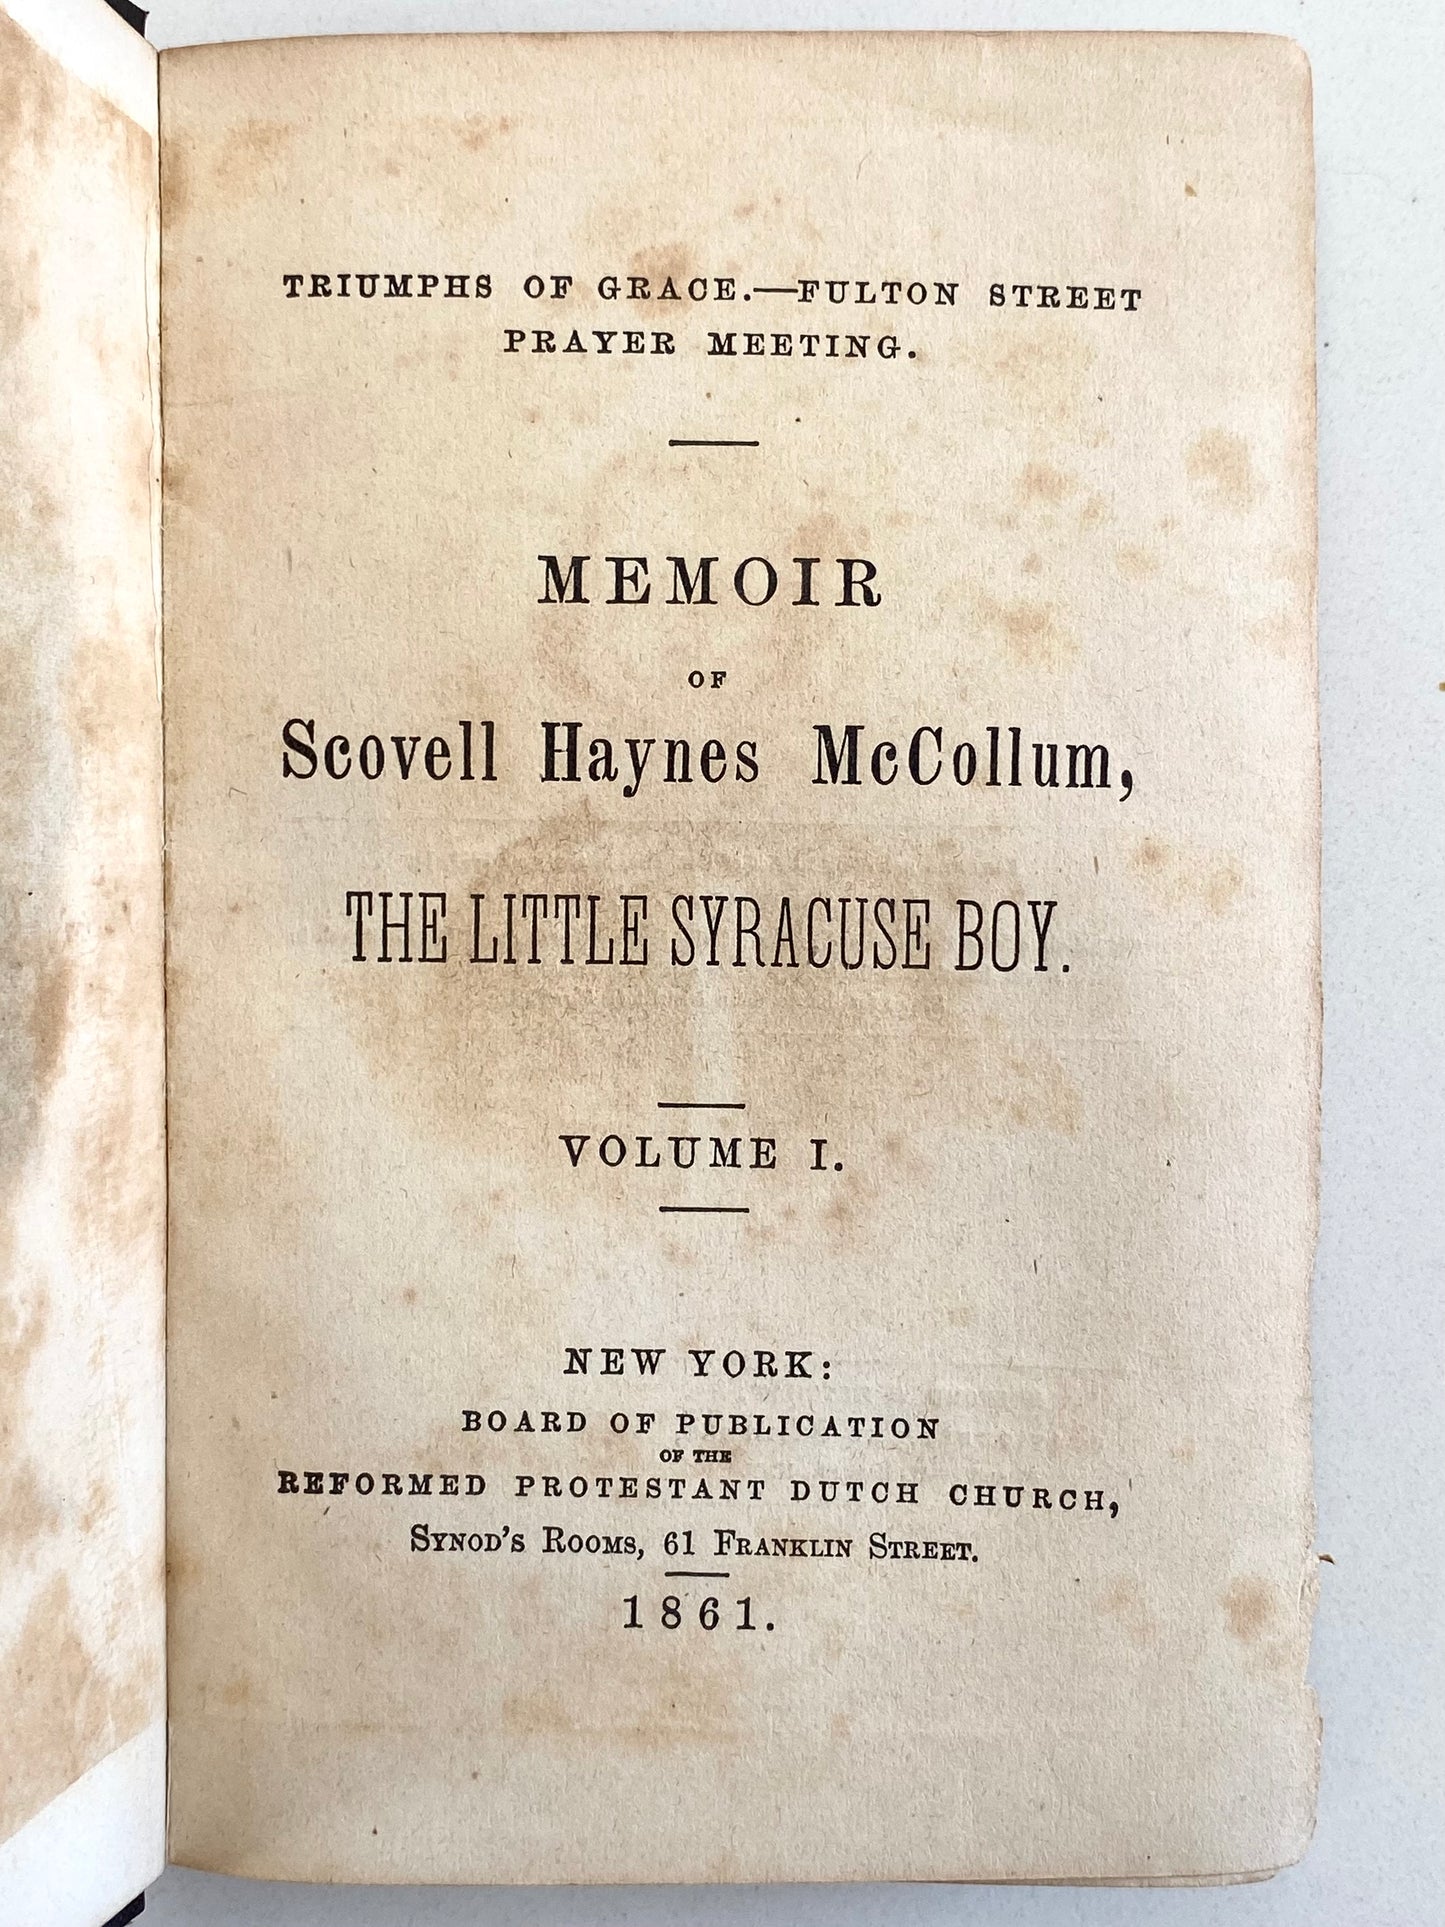 TRIUMPHS OF GRACE.—FULTON STREET
PRAYER MEETING.
MEMOIR
OF
Scovell Haynes McCollum,
THE LITTLE SYRACUSE BOY.
VOLUME I.
NEW YORK:
BOARD OF PUBLICATION
OF THE
REFORMED PROTESTANT DUTCH CHURCH,
SYNOD'S ROOMS, 61 FRANKLIN STREET.
1861.